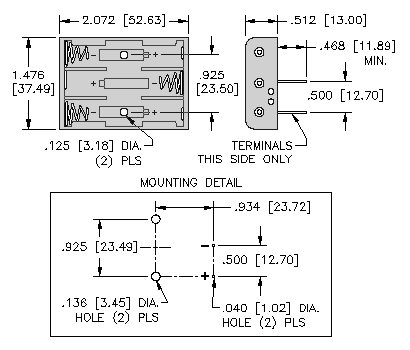 2.072 [52.63]
.512 [13.00]
.468 [11.89]
MIN.
1.476
[37.49]
.925
[23.50]
.500 [12.70]
- +
+ -
- +
.125 [3.18] DIA.
(2) PLS
TERMINALS
THIS SIDE ONLY
MOUNTING DETAIL
.934 [23.72]
.925 [23.49]
-
.500 [12.70]
+
.136 [3.45] DIA.
HOLE (2) PLS
.040 [1.02] DIA.
HOLE (2) PLS